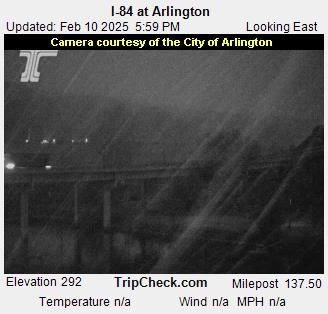 I-84 at Arlington
Updated: Feb 10 2025 5:59 PM Looking East
Camera courtesy of the City of Arlington
Elevation 292 TripCheck.com Milepost 137.50
Temperature n/a Wind n/a MPH n/a